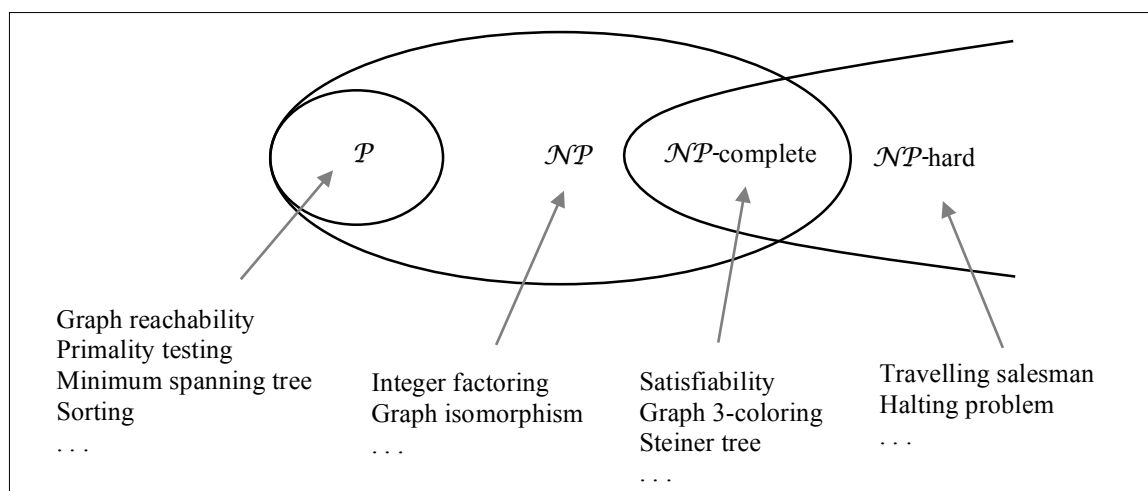 𝒫
𝒩𝒫
𝒩𝒫-complete
𝒩𝒫-hard
Graph reachability
Primality testing
Minimum spanning tree
Sorting
. . .
Integer factoring
Graph isomorphism
. . .
Satisfiability
Graph 3-coloring
Steiner tree
. . .
Travelling salesman
Halting problem
. . .